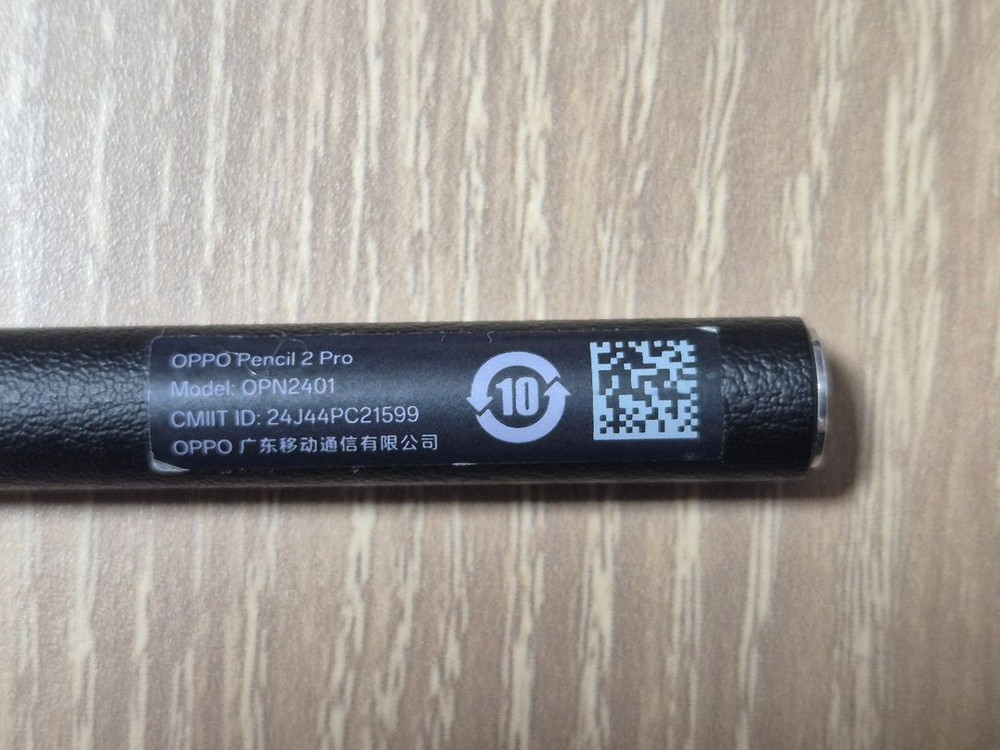 OPPO Pencil 2 Pro
Model: OPN2401
CMIIT ID: 24J44PC21599
OPPO 广东移动通信有限公司
10